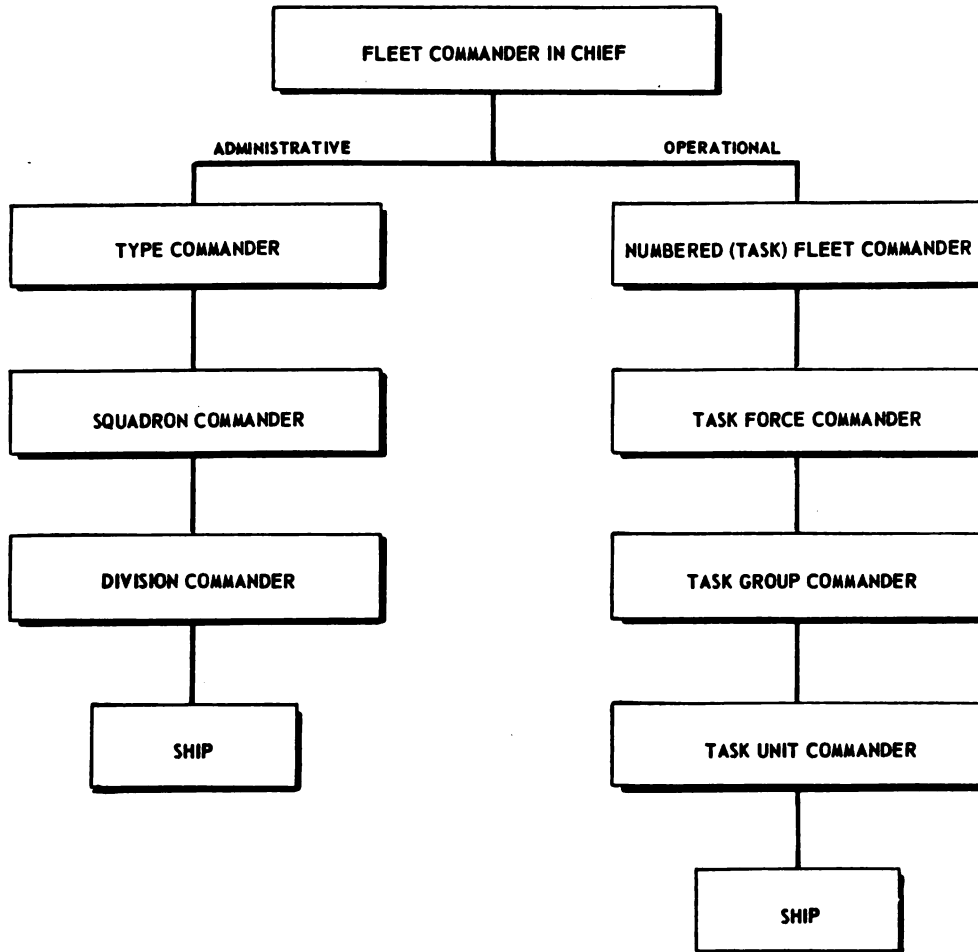 FLEET COMMANDER IN CHIEF
ADMINISTRATIVE
OPERATIONAL
TYPE COMMANDER
NUMBERED (TASK) FLEET COMMANDER
SQUADRON COMMANDER
TASK FORCE COMMANDER
DIVISION COMMANDER
TASK GROUP COMMANDER
SHIP
TASK UNIT COMMANDER
SHIP